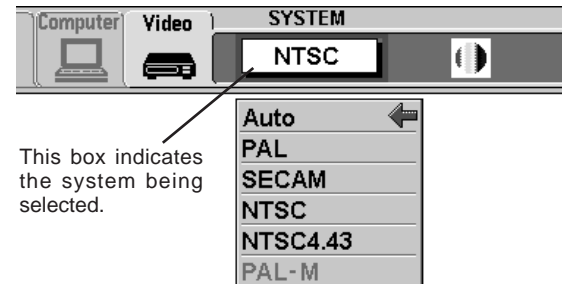 Computer
Video
SYSTEM
NTSC
Auto
PAL
SECAM
NTSC
NTSC4.43
PAL-M
This box indicates
the system being
selected.